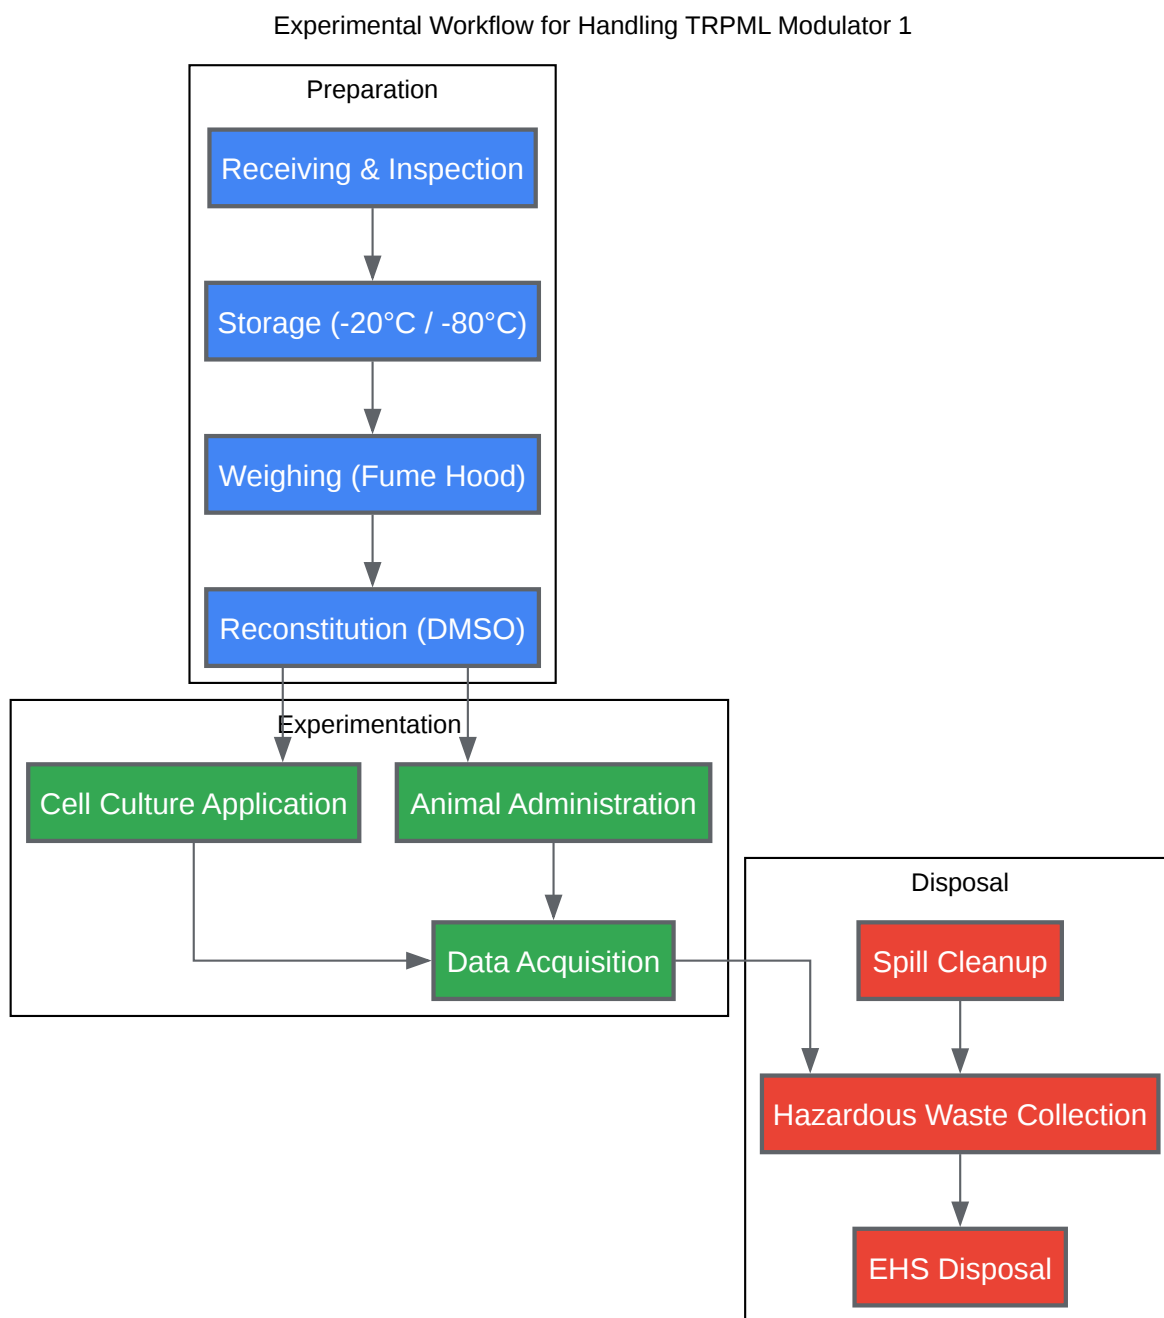 Experimental Workflow for Handling TRPML Modulator 1
Preparation
Receiving & Inspection
Storage (-20°C / -80°C)
Weighing (Fume Hood)
Reconstitution (DMSO)
Experimentation
Cell Culture Application
Animal Administration
Data Acquisition
Disposal
Spill Cleanup
Hazardous Waste Collection
EHS Disposal